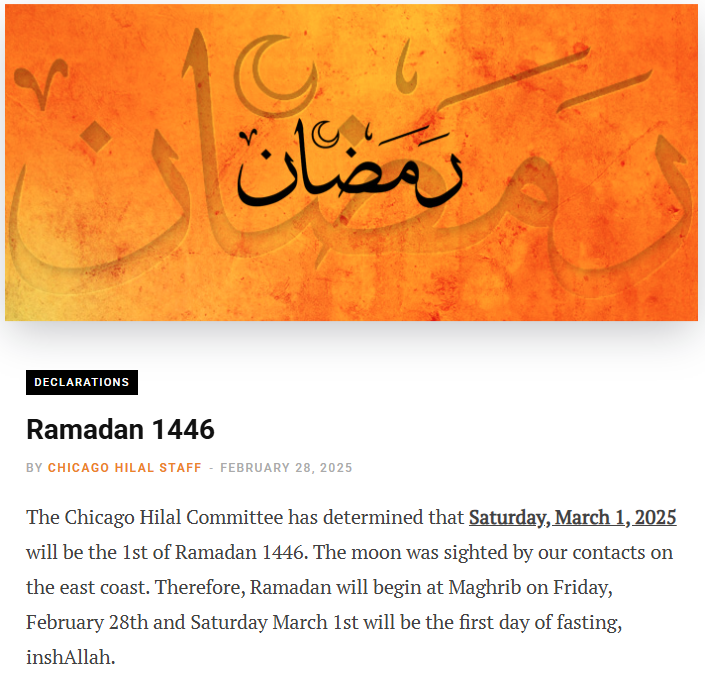 رمضان
رمضان
DECLARATIONS
Ramadan 1446
BY CHICAGO HILAL STAFF - FEBRUARY 28, 2025
The Chicago Hilal Committee has determined that Saturday, March 1, 2025
will be the 1st of Ramadan 1446. The moon was sighted by our contacts on
the east coast. Therefore, Ramadan will begin at Maghrib on Friday,
February 28th and Saturday March 1st will be the first day of fasting,
inshAllah.